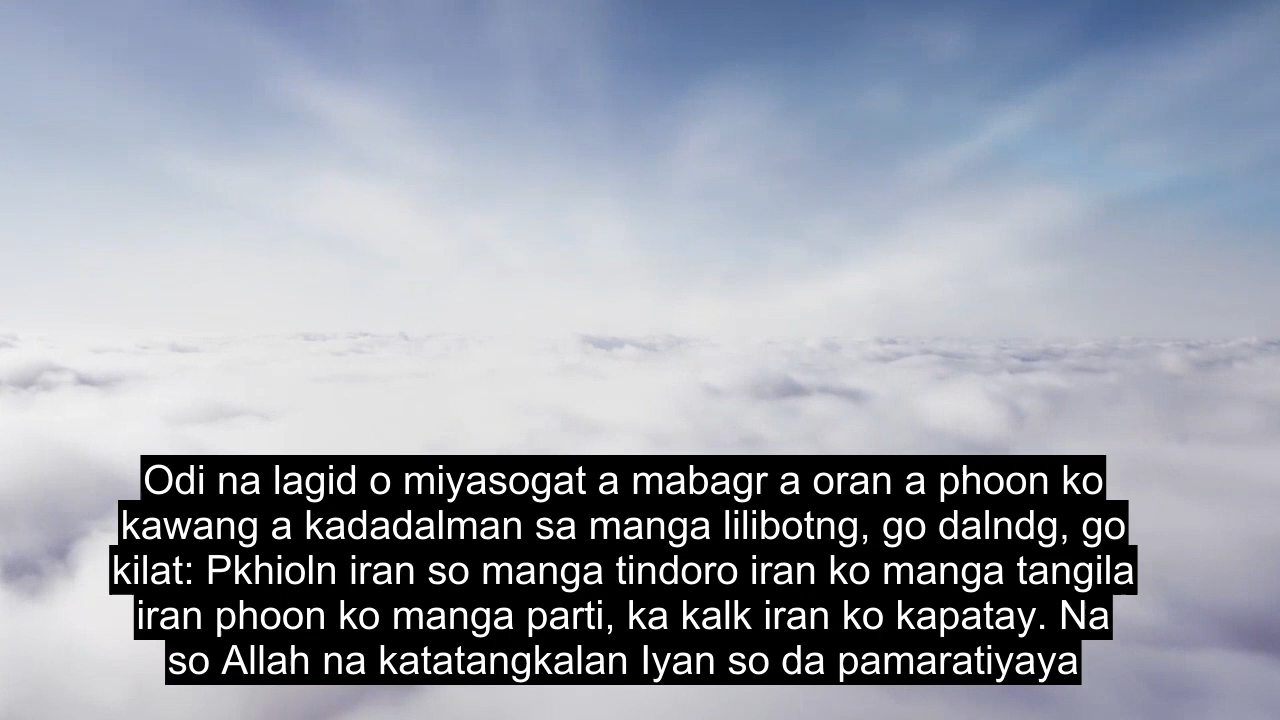 Odi na lagid o miyasogat a mabagr a oran a phoon ko
kawang a kadadalman sa manga lilibotng, go dalndg, go
kilat: Pkhioln iran so manga tindoro iran ko manga tangila
iran phoon ko manga parti, ka kalk iran ko kapatay. Na
so Allah na katatangkalan Iyan so da pamaratiyaya